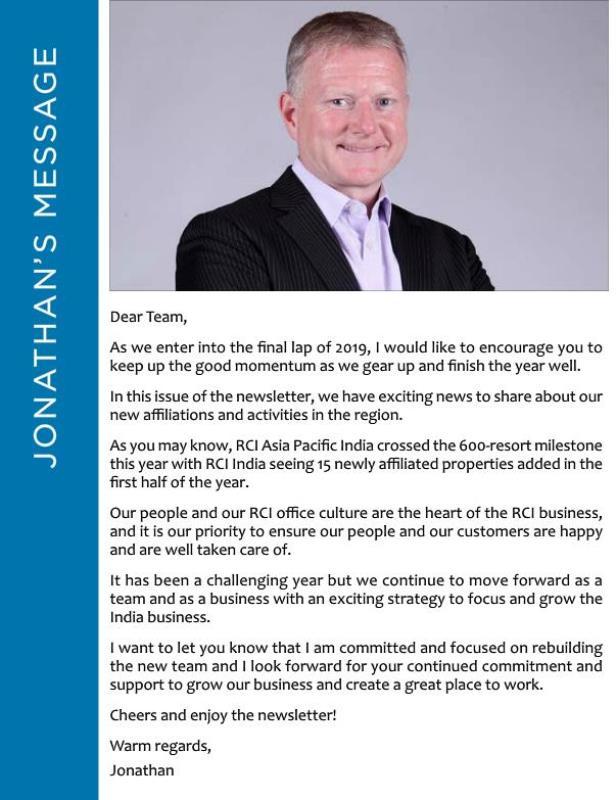 JONATHAN'S MESSAGE
Dear Team,
As we enter into the final lap of 2019, I would like to encourage you to
keep up the good momentum as we gear up and finish the year well.
In this issue of the newsletter, we have exciting news to share about our
new affiliations and activities in the region.
As you may know, RCI Asia Pacific India crossed the 600-resort milestone
this year with RCI India seeing 15 newly affiliated properties added in the
first half of the year.
Our people and our RCI office culture are the heart of the RCI business,
and it is our priority to ensure our people and our customers are happy
and are well taken care of.
It has been a challenging year but we continue to move forward as a
team and as a business with an exciting strategy to focus and grow the
India business.
I want to let you know that I am committed and focused on rebuilding
the new team and I look forward for your continued commitment and
support to grow our business and create a great place to work.
Cheers and enjoy the newsletter!
Warm regards,
Jonathan